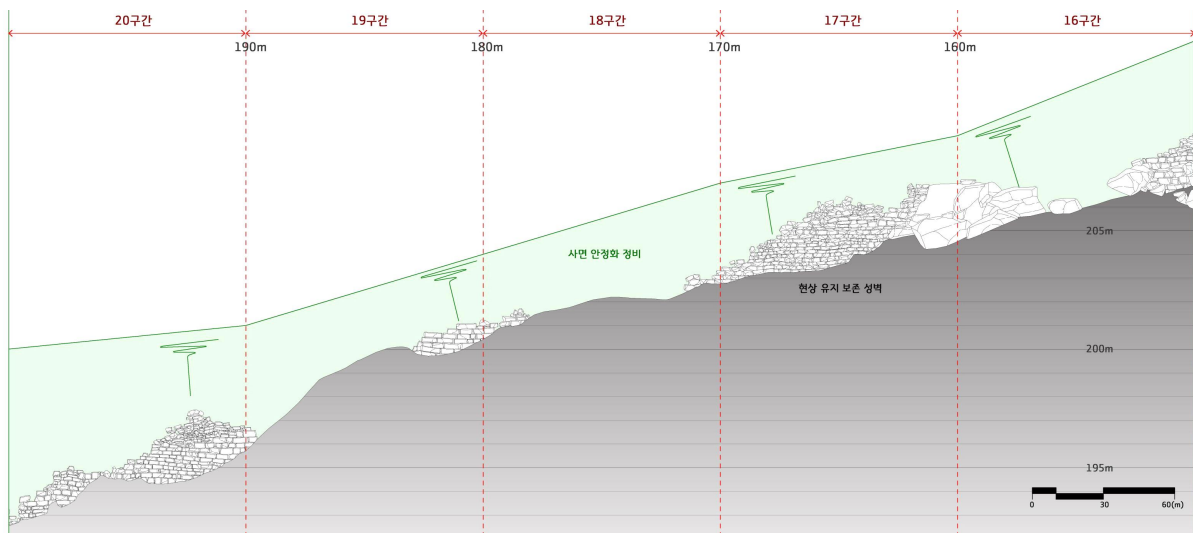 20구간
19구간
18구간
17구간
16구간
190m
180m
170m
160m
사면 안정화 정비
205m
현상 유지 보존 성벽
200m
195m
0
30
60(m)